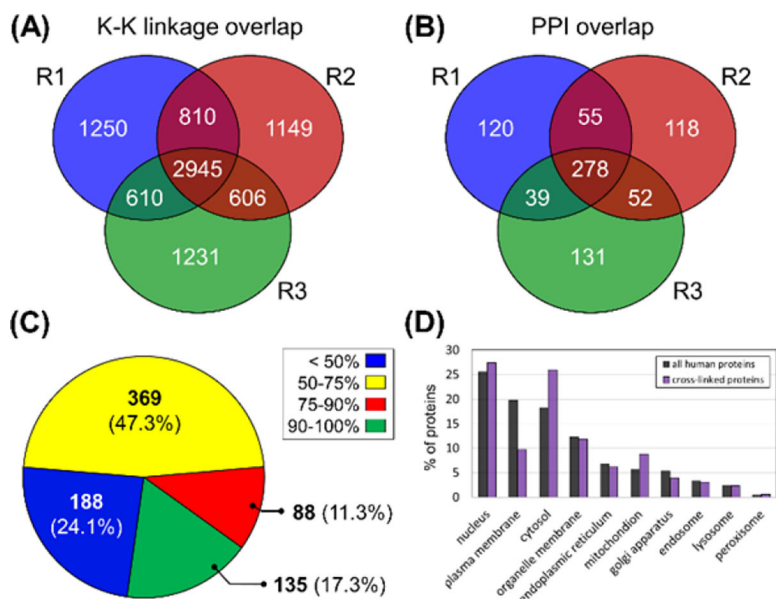 (A) K-K linkage overlap
R1 R2
1250 810 1149
2945
610 606
1231
R3
(B) PPI overlap
R1 R2
120 55 118
278
39 52
131
R3
(C)
< 50%
50-75%
75-90%
90-100%
369
(47.3%)
188
(24.1%)
88 (11.3%)
135 (17.3%)
(D)
all human proteins
cross-linked proteins
% of proteins
30
25
20
15
10
5
0
nucleus
plasma membrane
cytosol
organelle membrane
endoplasmic reticulum
mitochondrion
golgi apparatus
endosome
lysosome
peroxisome